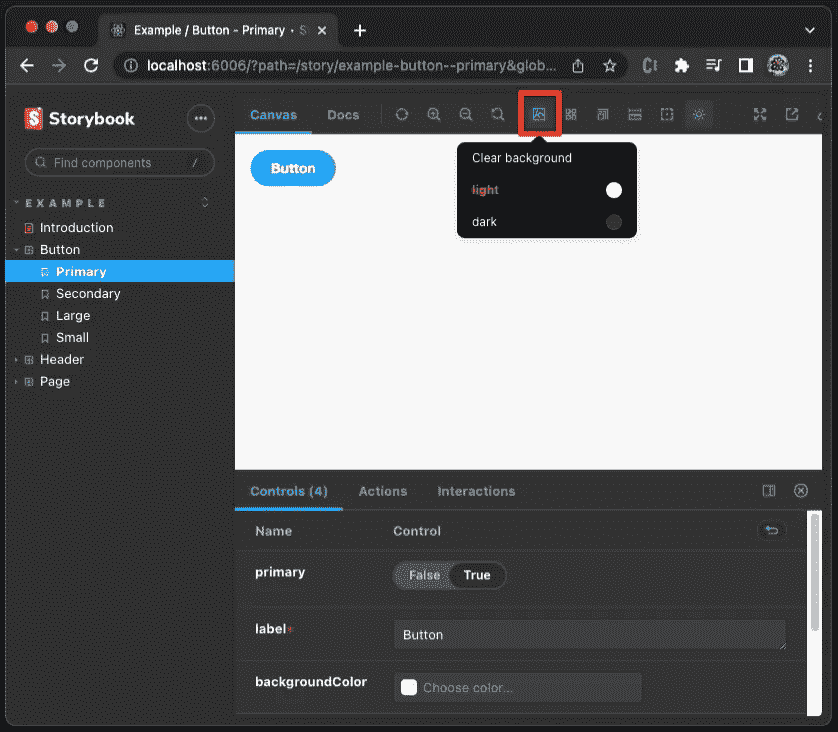 Example / Button - Primary • S
localhost:6006/?path=/story/example-button--primary&glob...
Storybook
Canvas Docs
Find components /
Button
Clear background
light
dark
EXAMPLE
Introduction
Button
Primary
Secondary
Large
Small
Header
Page
Controls (4) Actions Interactions
Name Control
primary False True
label* Button
backgroundColor Choose color...